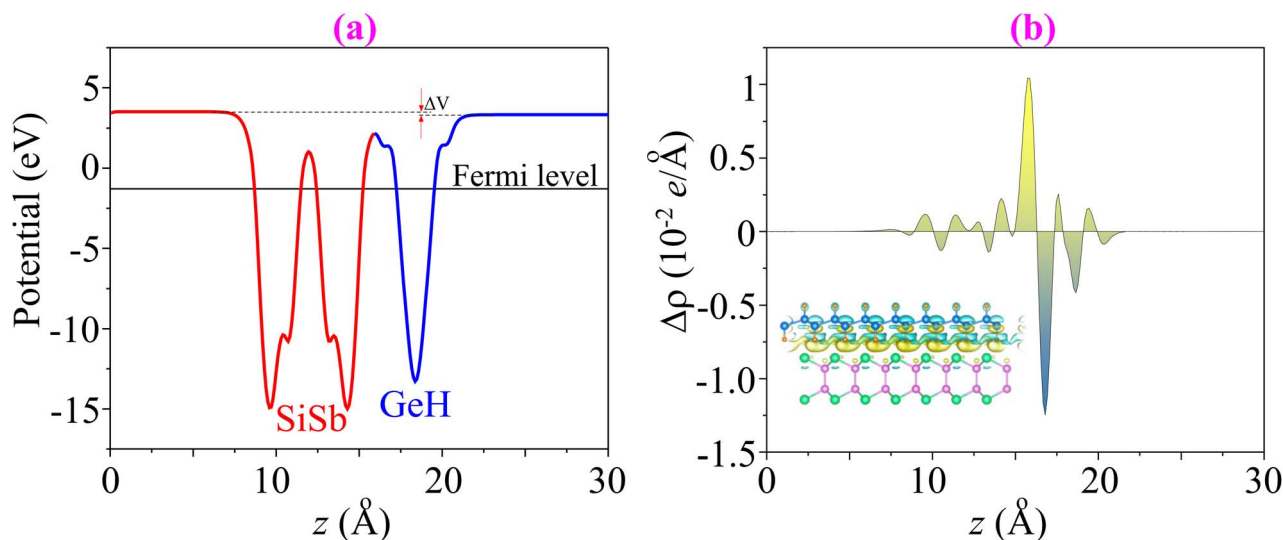 (a)
Potential (eV)
5
0
-5
-10
-15
ΔV
Fermi level
SiSb
GeH
0
10
20
30
z (Å)
(b)
Δρ (10⁻² e/Å)
1
0.5
0
-0.5
-1.0
-1.5
0
10
20
30
z (Å)